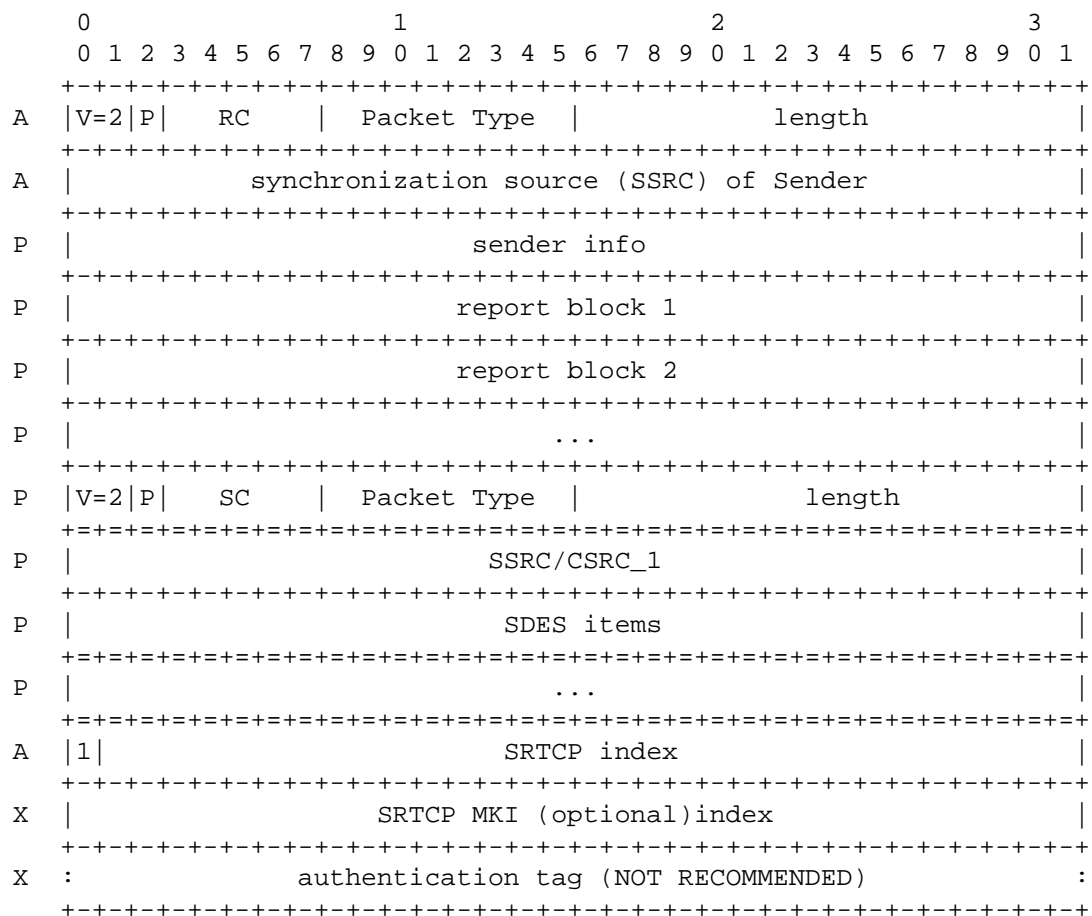 0                   1                   2                   3
     0 1 2 3 4 5 6 7 8 9 0 1 2 3 4 5 6 7 8 9 0 1 2 3 4 5 6 7 8 9 0 1
    +-+-+-+-+-+-+-+-+-+-+-+-+-+-+-+-+-+-+-+-+-+-+-+-+-+-+-+-+-+-+-+-+
A   |V=2|P|   RC    |  Packet Type  |            length             |
    +-+-+-+-+-+-+-+-+-+-+-+-+-+-+-+-+-+-+-+-+-+-+-+-+-+-+-+-+-+-+-+-+
A   |           synchronization source (SSRC) of Sender             |
    +-+-+-+-+-+-+-+-+-+-+-+-+-+-+-+-+-+-+-+-+-+-+-+-+-+-+-+-+-+-+-+-+
P   |                         sender info                           |
    +-+-+-+-+-+-+-+-+-+-+-+-+-+-+-+-+-+-+-+-+-+-+-+-+-+-+-+-+-+-+-+-+
P   |                        report block 1                         |
    +-+-+-+-+-+-+-+-+-+-+-+-+-+-+-+-+-+-+-+-+-+-+-+-+-+-+-+-+-+-+-+-+
P   |                        report block 2                         |
    +-+-+-+-+-+-+-+-+-+-+-+-+-+-+-+-+-+-+-+-+-+-+-+-+-+-+-+-+-+-+-+-+
P   |                              ...                              |
    +-+-+-+-+-+-+-+-+-+-+-+-+-+-+-+-+-+-+-+-+-+-+-+-+-+-+-+-+-+-+-+-+
P   |V=2|P|   SC    |  Packet Type  |              length           |
    +=+=+=+=+=+=+=+=+=+=+=+=+=+=+=+=+=+=+=+=+=+=+=+=+=+=+=+=+=+=+=+=+
P   |                          SSRC/CSRC_1                          |
    +-+-+-+-+-+-+-+-+-+-+-+-+-+-+-+-+-+-+-+-+-+-+-+-+-+-+-+-+-+-+-+-+
P   |                           SDES items                          |
    +=+=+=+=+=+=+=+=+=+=+=+=+=+=+=+=+=+=+=+=+=+=+=+=+=+=+=+=+=+=+=+=+
P   |                              ...                              |
    +=+=+=+=+=+=+=+=+=+=+=+=+=+=+=+=+=+=+=+=+=+=+=+=+=+=+=+=+=+=+=+=+
A   |1|                         SRTCP index                         |
    +-+-+-+-+-+-+-+-+-+-+-+-+-+-+-+-+-+-+-+-+-+-+-+-+-+-+-+-+-+-+-+-+
X   |                   SRTCP MKI (optional)index                   |
    +-+-+-+-+-+-+-+-+-+-+-+-+-+-+-+-+-+-+-+-+-+-+-+-+-+-+-+-+-+-+-+-+
X   :              authentication tag (NOT RECOMMENDED)             :
    +-+-+-+-+-+-+-+-+-+-+-+-+-+-+-+-+-+-+-+-+-+-+-+-+-+-+-+-+-+-+-+-+